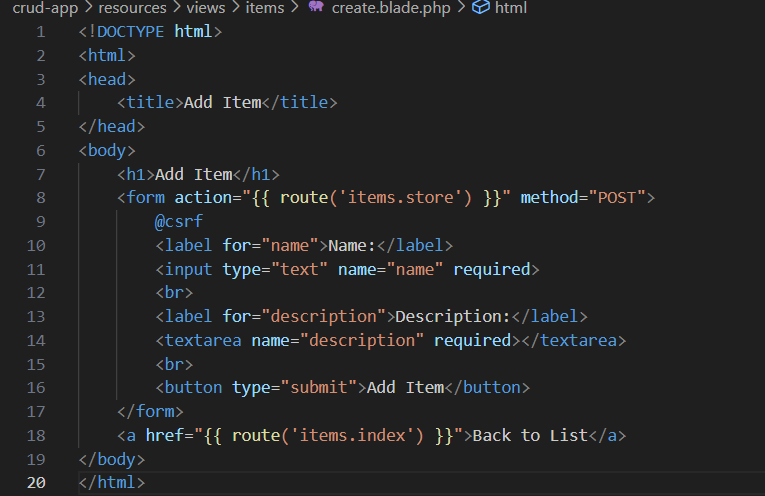 crud-app > resources > views > items > create.blade.php > html
1 <!DOCTYPE html>
2 <html>
3 <head>
4     <title>Add Item</title>
5 </head>
6 <body>
7     <h1>Add Item</h1>
8     <form action="{{ route('items.store') }}" method="POST">
9         @csrf
10         <label for="name">Name:</label>
11         <input type="text" name="name" required>
12         <br>
13         <label for="description">Description:</label>
14         <textarea name="description" required></textarea>
15         <br>
16         <button type="submit">Add Item</button>
17     </form>
18     <a href="{{ route('items.index') }}">Back to List</a>
19 </body>
20 </html>